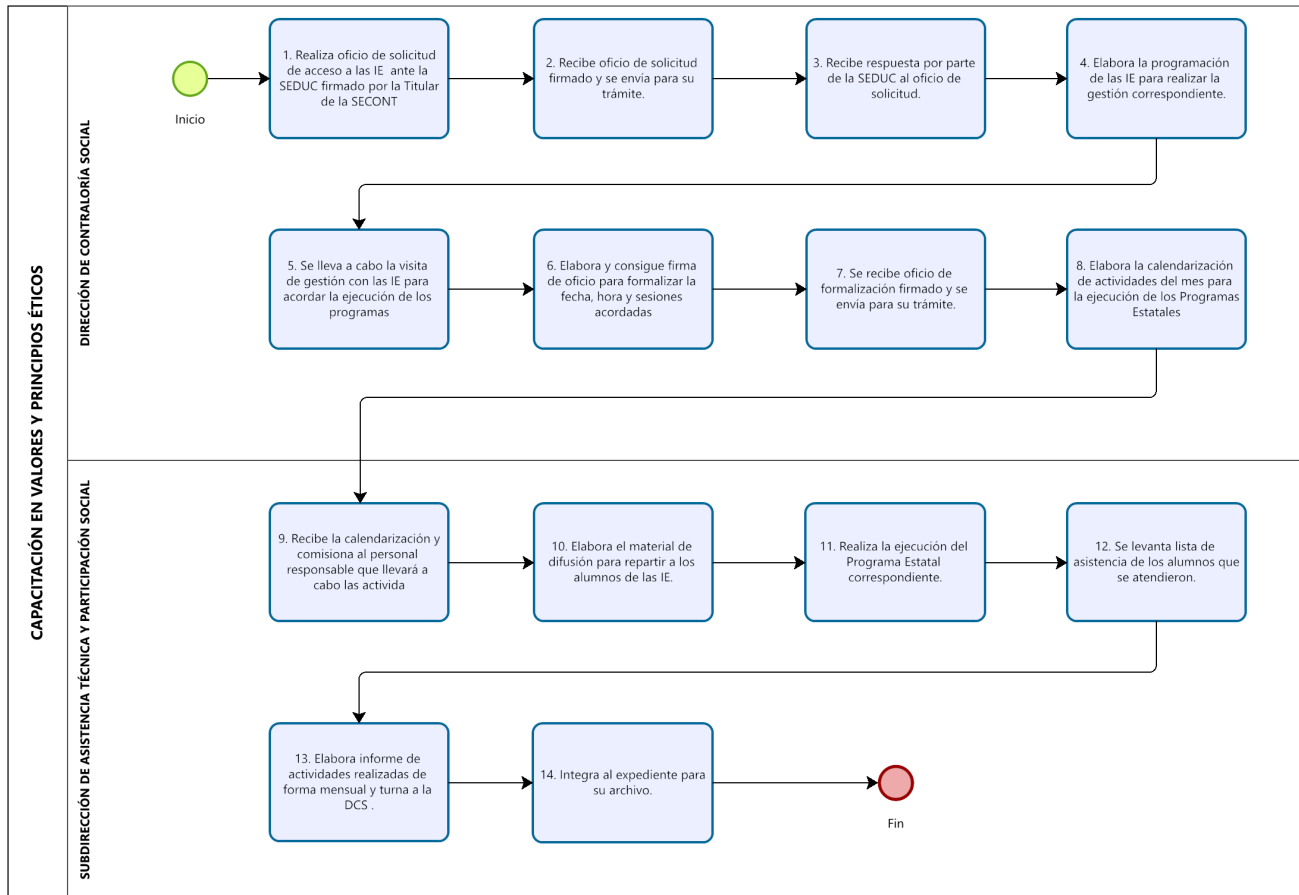 CAPACITACIÓN EN VALORES Y PRINCIPIOS ÉTICOS
DIRECCIÓN DE CONTRALORÍA SOCIAL
Inicio
1. Realiza oficio de solicitud
de acceso a las IE  ante la
SEDUC firmado por la Titular
de la SECONT
2. Recibe oficio de solicitud
firmado y se envía para su
trámite.
3. Recibe respuesta por parte
de la SEDUC al oficio de
solicitud.
4. Elabora la programación
de las IE para realizar la
gestión correspondiente.
5. Se lleva a cabo la visita
de gestión con las IE para
acordar la ejecución de los
programas
6. Elabora y consigue firma
de oficio para formalizar la
fecha, hora y sesiones
acordadas
7. Se recibe oficio de
formalización firmado y se
envía para su trámite.
8. Elabora la calendarización
de actividades del mes para
la ejecución de los Programas
Estatales
SUBDIRECCIÓN DE ASISTENCIA TÉCNICA Y PARTICIPACIÓN SOCIAL
9. Recibe la calendarización y
comisiona al personal
responsable que llevará a
cabo las activida
10. Elabora el material de
difusión para repartir a los
alumnos de las IE.
11. Realiza la ejecución del
Programa Estatal
correspondiente.
12. Se levanta lista de
asistencia de los alumnos que
se atendieron.
13. Elabora informe de
actividades realizadas de
forma mensual y turna a la
DCS .
14. Integra al expediente para
su archivo.
Fin